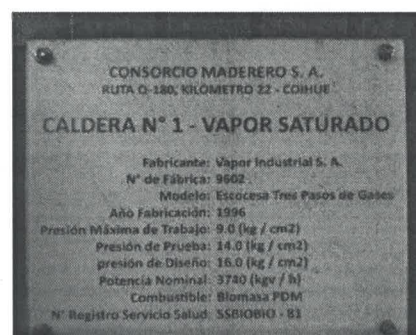 CONSORCIO MADERERO S. A.
RUTA Q-180, KILOMETRO 22 - COIHUE
CALDERA N° 1 - VAPOR SATURADO
Fabricante: Vapor Industrial S. A.
N° de Fábrica: 9602
Modelo: Escocesa Tres Pasos de Gases
Año Fabricación: 1996
Presión Máxima de Trabajo: 9.0 (kg / cm2)
Presión de Prueba: 14.0 (kg / cm2)
presión de Diseño: 16.0 (kg / cm2)
Potencia Nominal: 3740 (kgv / h)
Combustible: Biomasa PDM
N° Registro Servicio Salud: SSBIOBIO - 81